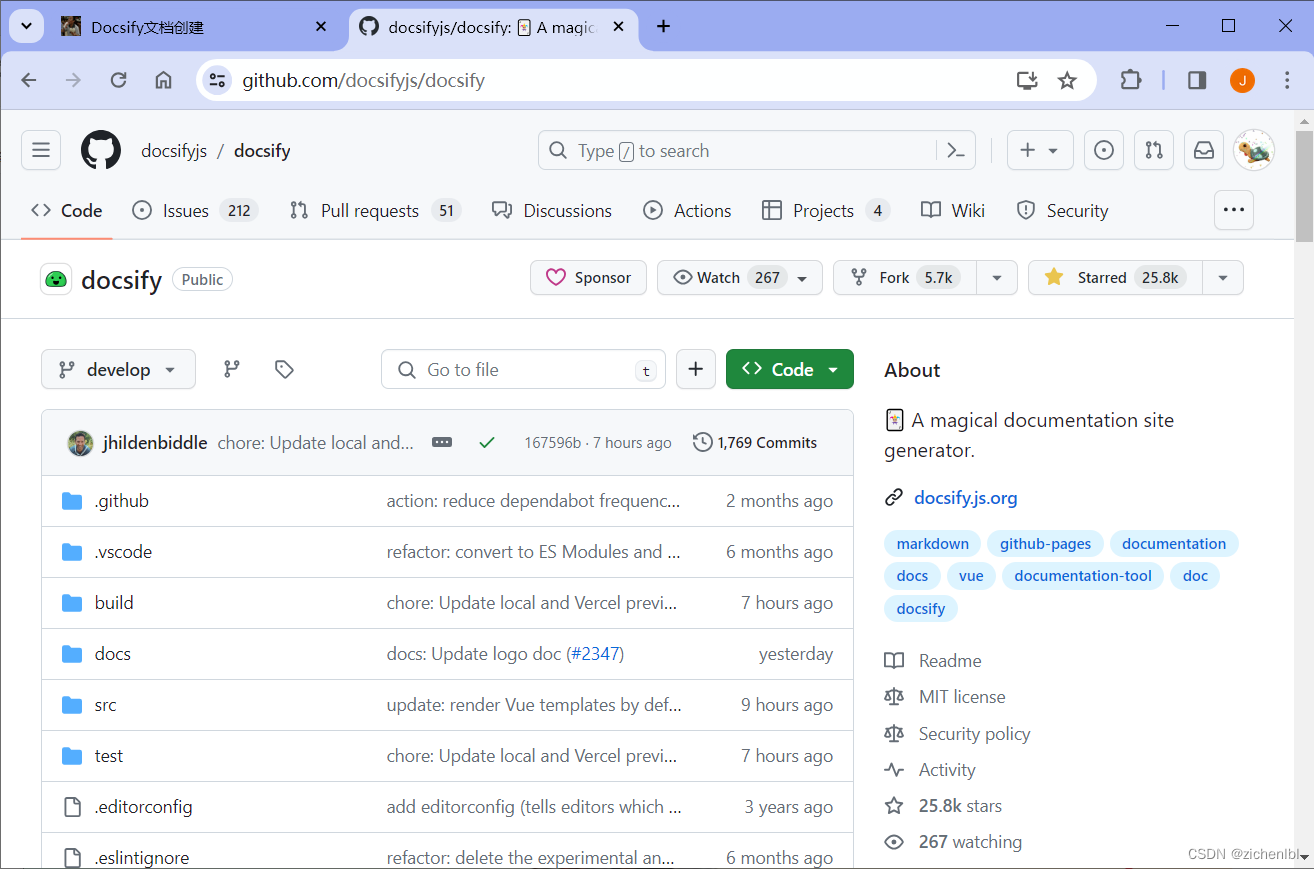 Docsify文档创建
docsifyjs/docsify: 🃏 A magic
github.com/docsifyjs/docsify
J
docsifyjs / docsify
Type / to search
Code
Issues 212
Pull requests 51
Discussions
Actions
Projects 4
Wiki
Security
docsify Public
Sponsor
Watch 267
Fork 5.7k
Starred 25.8k
develop
Go to file t
Code
About
jhildenbiddle chore: Update local and... 167596b · 7 hours ago 1,769 Commits
🃏 A magical documentation site
generator.
.github action: reduce dependabot frequenc... 2 months ago
docsify.js.org
.vscode refactor: convert to ES Modules and ... 6 months ago
markdown github-pages documentation
docs vue documentation-tool doc
docsify
build chore: Update local and Vercel previ... 7 hours ago
docs docs: Update logo doc (#2347) yesterday
src update: render Vue templates by def... 9 hours ago
test chore: Update local and Vercel previ... 7 hours ago
.editorconfig add editorconfig (tells editors which ... 3 years ago
.eslintignore refactor: delete the experimental an... 6 months ago
Readme
MIT license
Security policy
Activity
25.8k stars
267 watching
CSDN @zichenlbl